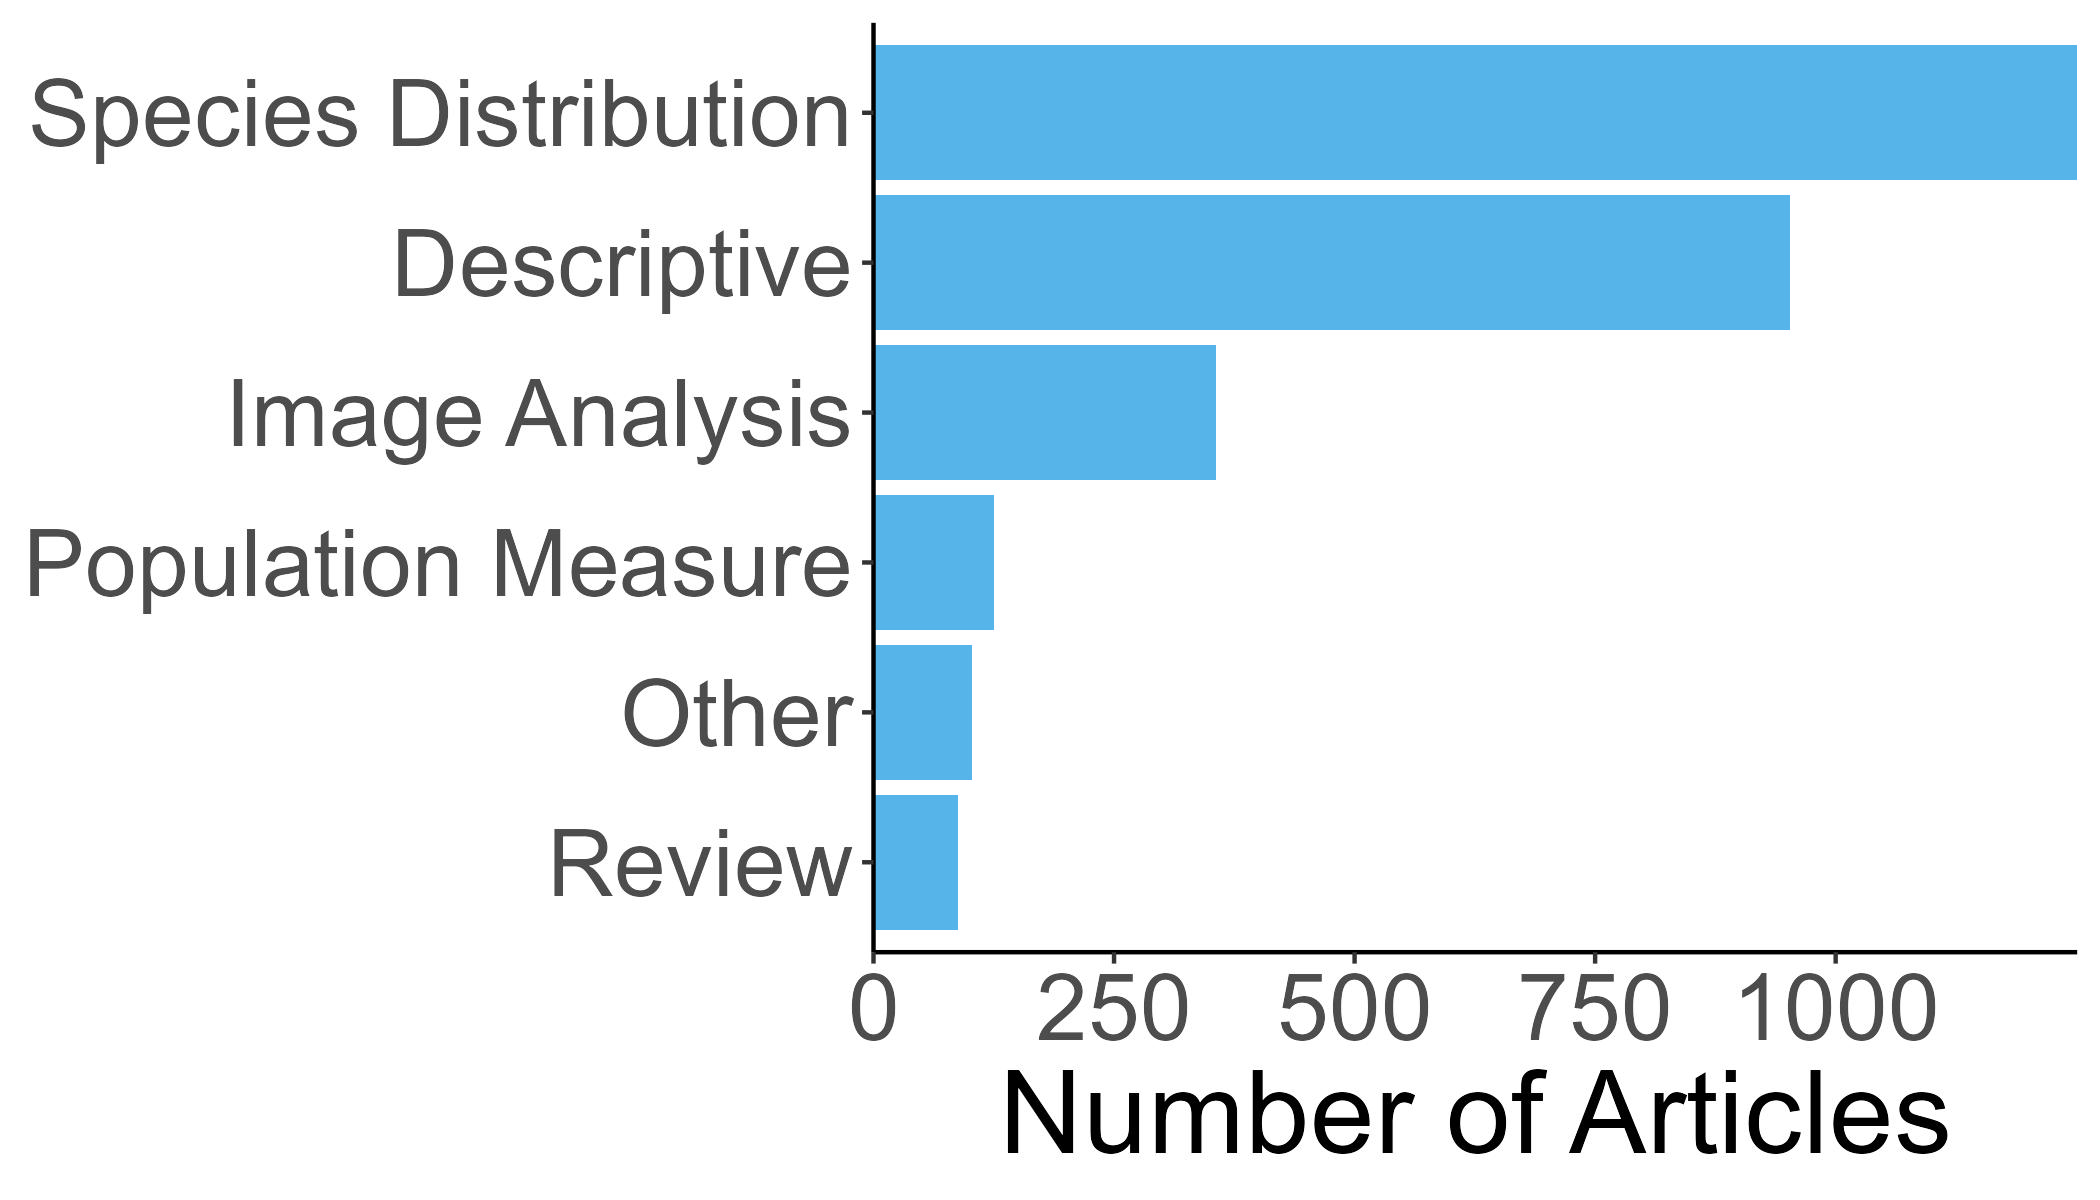 Species Distribution
Descriptive
Image Analysis
Population Measure
Other
Review
0 250 500 750 1000
Number of Articles